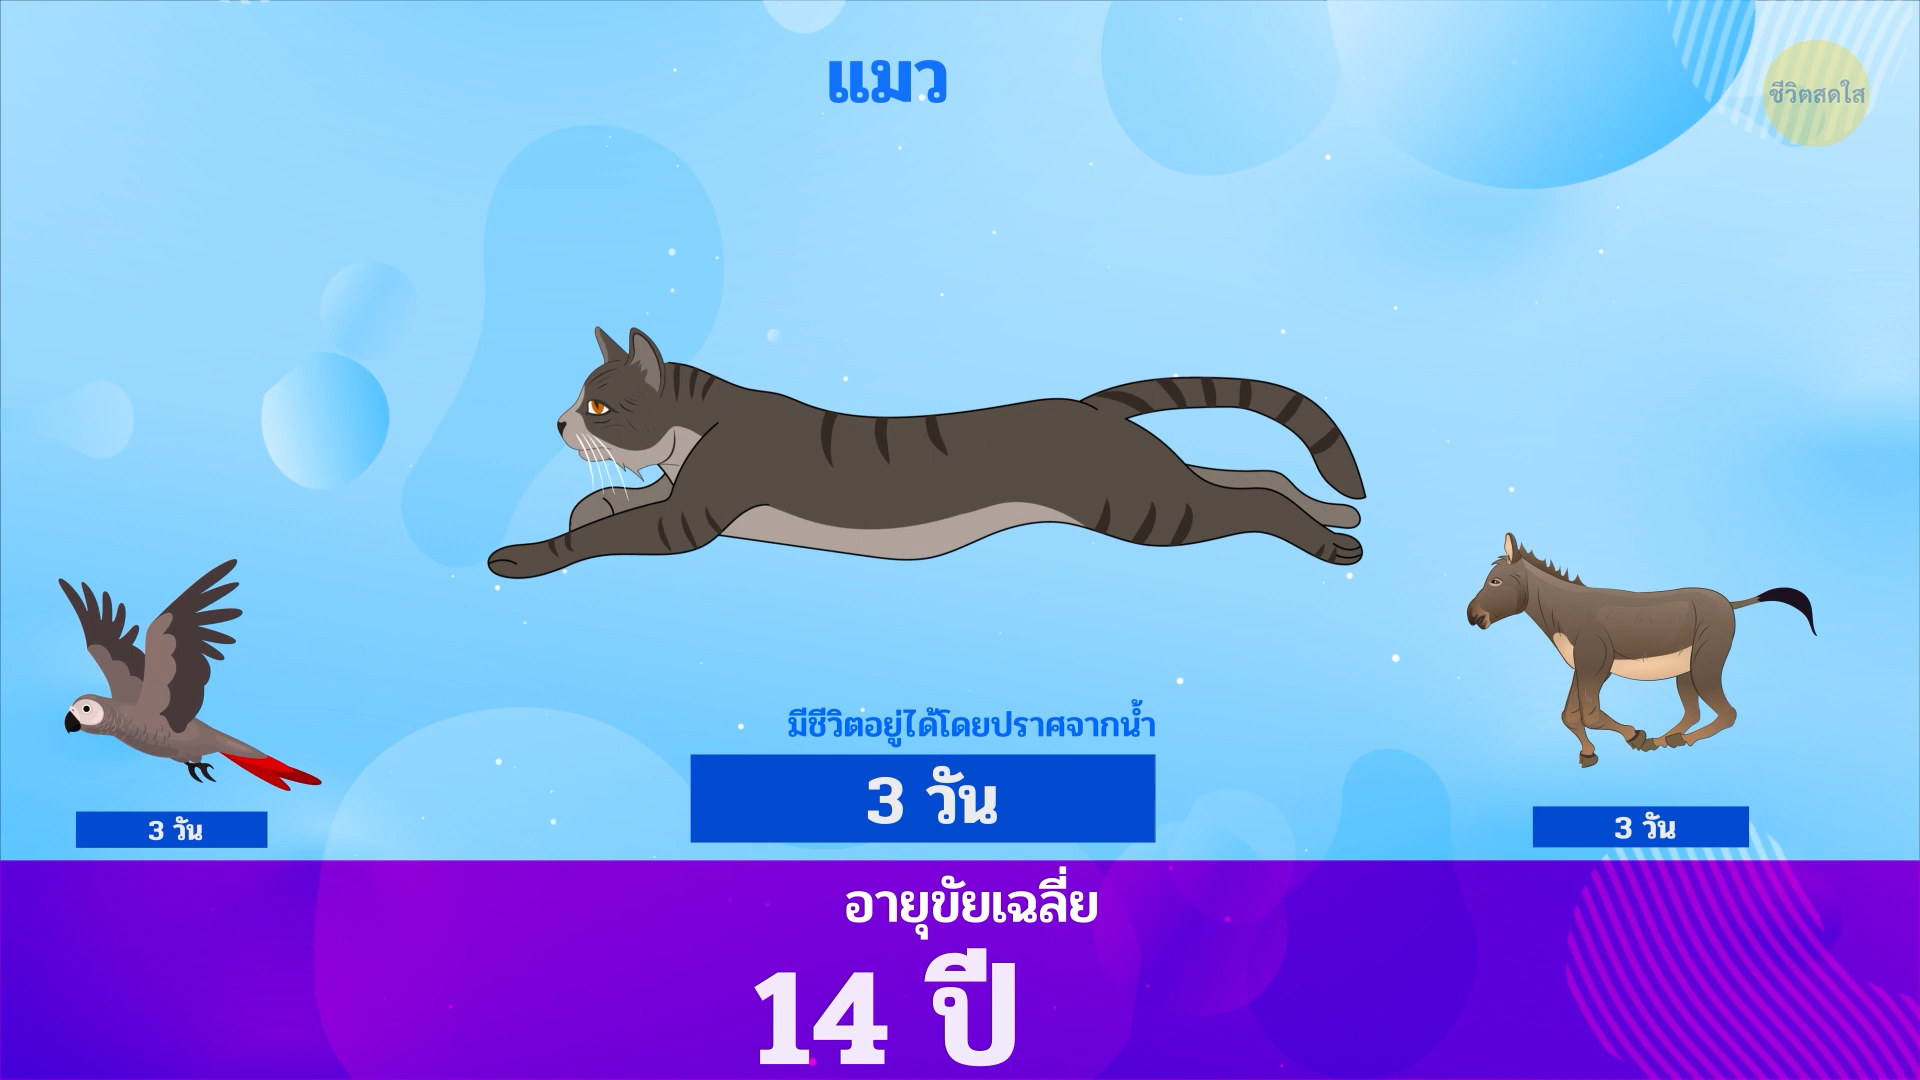 แมว
ชีวิตสดใส
มีชีวิตอยู่ได้โดยปราศจากน้ำ
3 วัน
3 วัน
3 วัน
อายุขัยเฉลี่ย
14 ปี